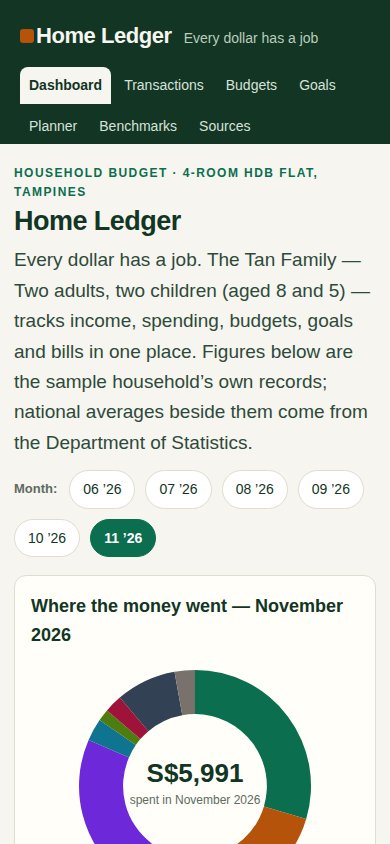 Home Ledger Every dollar has a job
Dashboard Transactions Budgets Goals
Planner Benchmarks Sources
HOUSEHOLD BUDGET · 4-ROOM HDB FLAT,
TAMPINES
Home Ledger
Every dollar has a job. The Tan Family —
Two adults, two children (aged 8 and 5) —
tracks income, spending, budgets, goals
and bills in one place. Figures below are
the sample household’s own records;
national averages beside them come from
the Department of Statistics.
Month: 06 ’26 07 ’26 08 ’26 09 ’26
10 ’26 11 ’26
Where the money went — November
2026
S$5,991
spent in November 2026